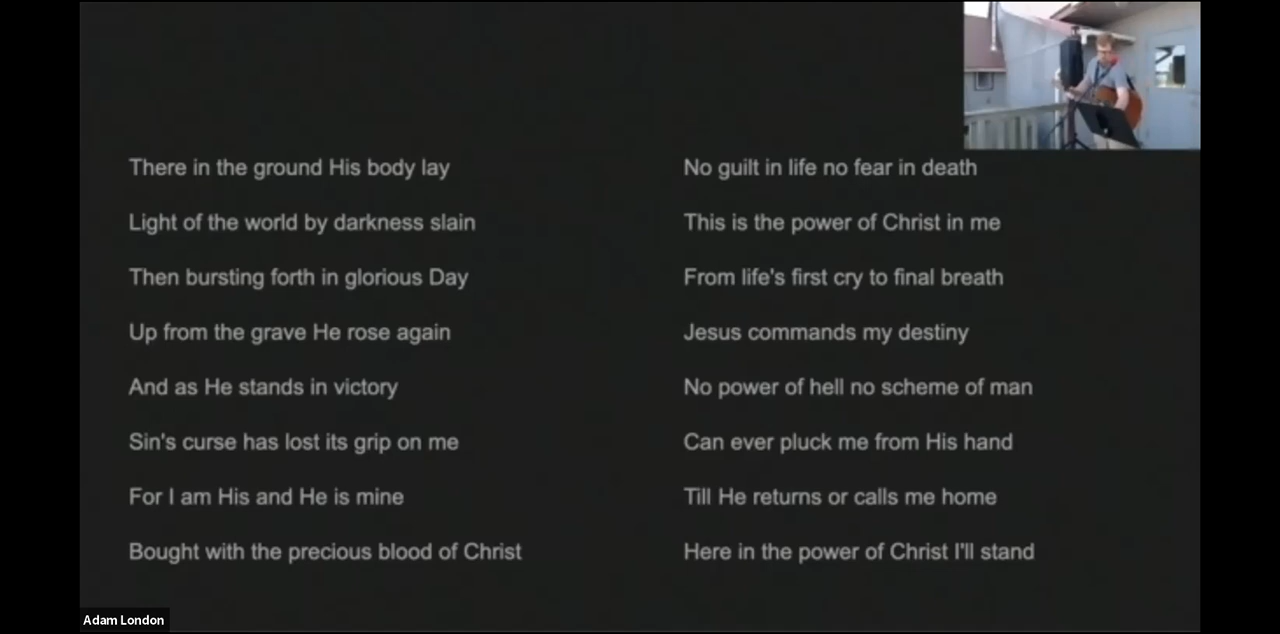 There in the ground His body lay
Light of the world by darkness slain
Then bursting forth in glorious Day
Up from the grave He rose again
And as He stands in victory
Sin's curse has lost its grip on me
For I am His and He is mine
Bought with the precious blood of Christ
No guilt in life no fear in death
This is the power of Christ in me
From life's first cry to final breath
Jesus commands my destiny
No power of hell no scheme of man
Can ever pluck me from His hand
Till He returns or calls me home
Here in the power of Christ I'll stand
Adam London